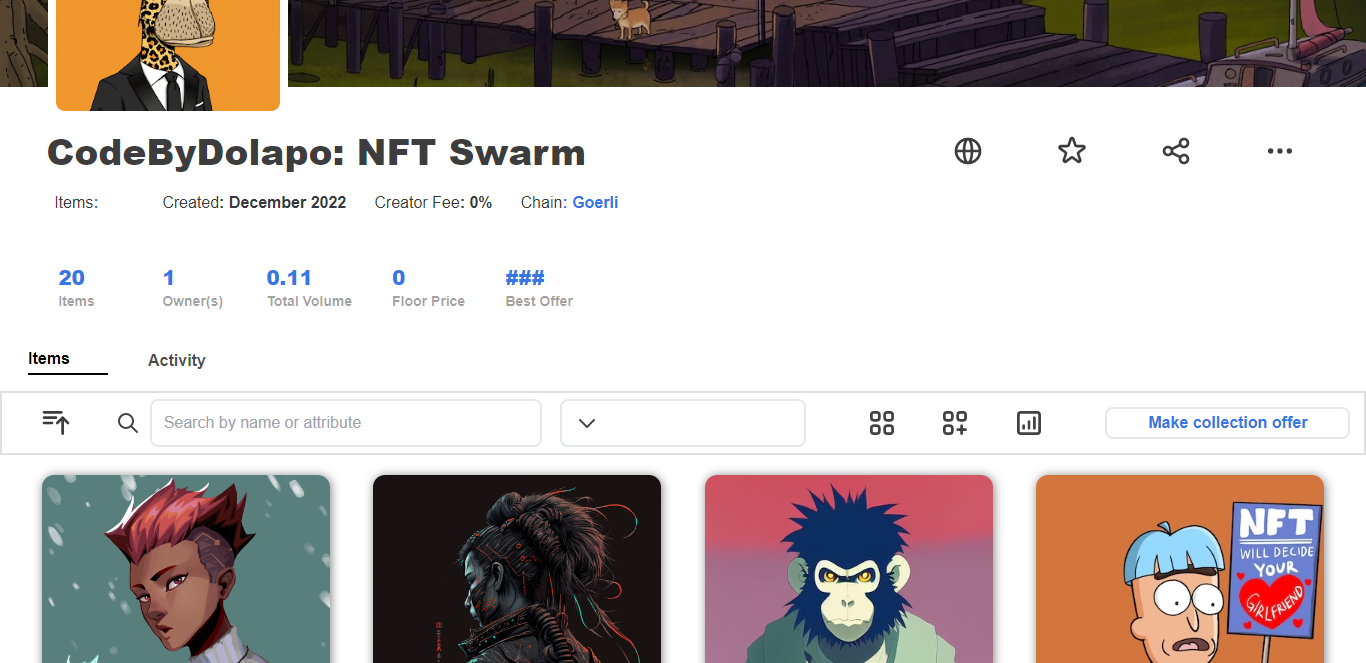 CodeByDolapo: NFT Swarm
Items: Created: December 2022 Creator Fee: 0% Chain: Goerli
20 1 0.11 0 ###
Items Owner(s) Total Volume Floor Price Best Offer
Items Activity
Search by name or attribute
Make collection offer
NFT
WILL DECIDE
YOUR
GIRLFRIEND